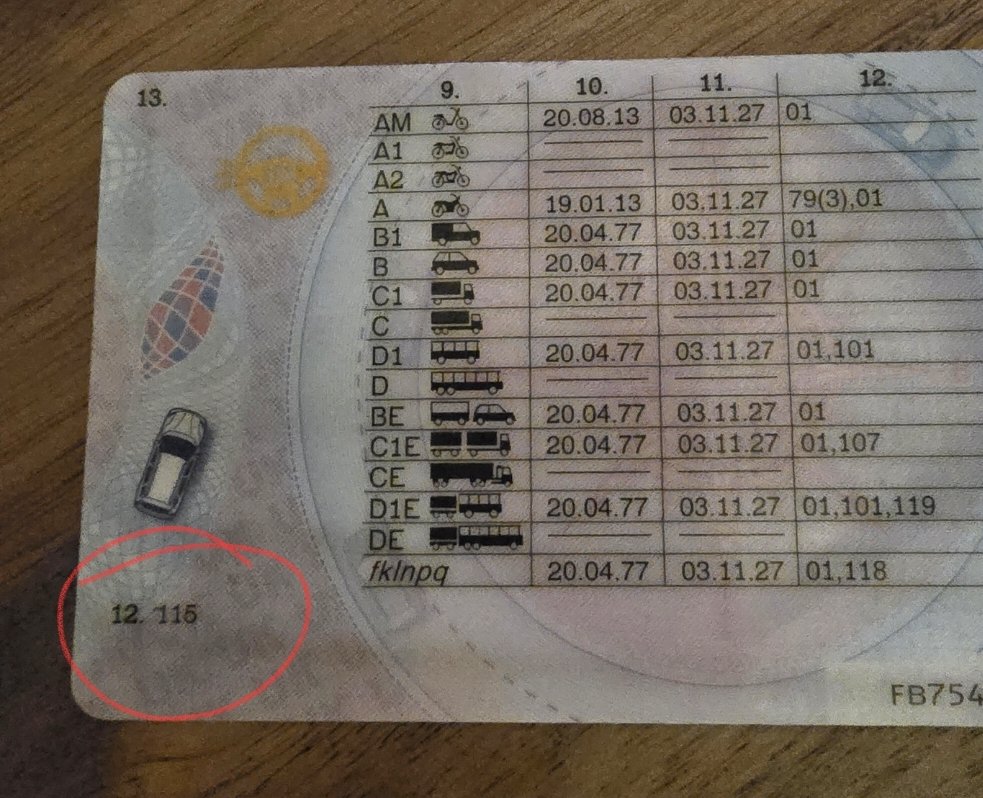 13.
9. 10. 11. 12.
AM 20.08.13 03.11.27 01
A1
A2
A 19.01.13 03.11.27 79(3),01
B1 20.04.77 03.11.27 01
B 20.04.77 03.11.27 01
C1 20.04.77 03.11.27 01
C
D1 20.04.77 03.11.27 01,101
D
BE 20.04.77 03.11.27 01
C1E 20.04.77 03.11.27 01,107
CE
D1E 20.04.77 03.11.27 01,101,119
DE
fklnpq 20.04.77 03.11.27 01,118
12. 115
FB754